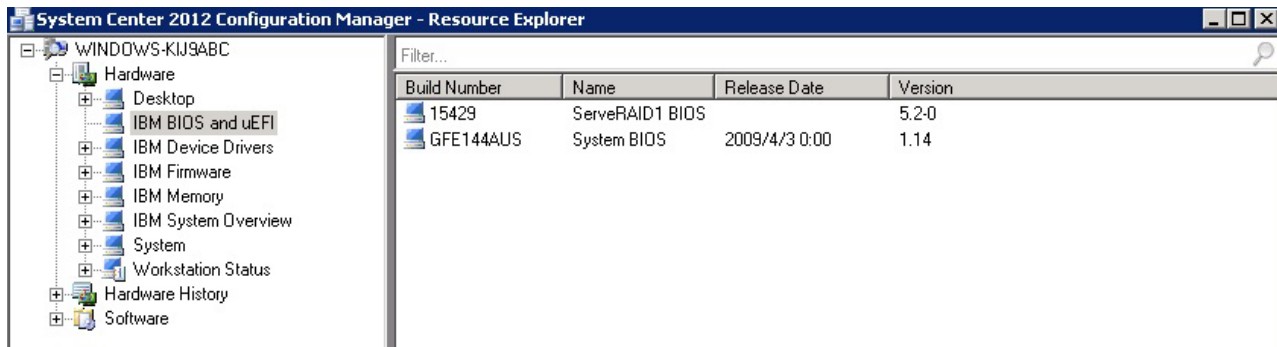 System Center 2012 Configuration Manager - Resource Explorer
WINDOWS-KIJ9ABC
Hardware
Desktop
IBM BIOS and uEFI
IBM Device Drivers
IBM Firmware
IBM Memory
IBM System Overview
System
Workstation Status
Hardware History
Software
Filter...
Build Number Name Release Date Version
15429 ServeRAID1 BIOS 5.2-0
GFE144AUS System BIOS 2009/4/3 0:00 1.14